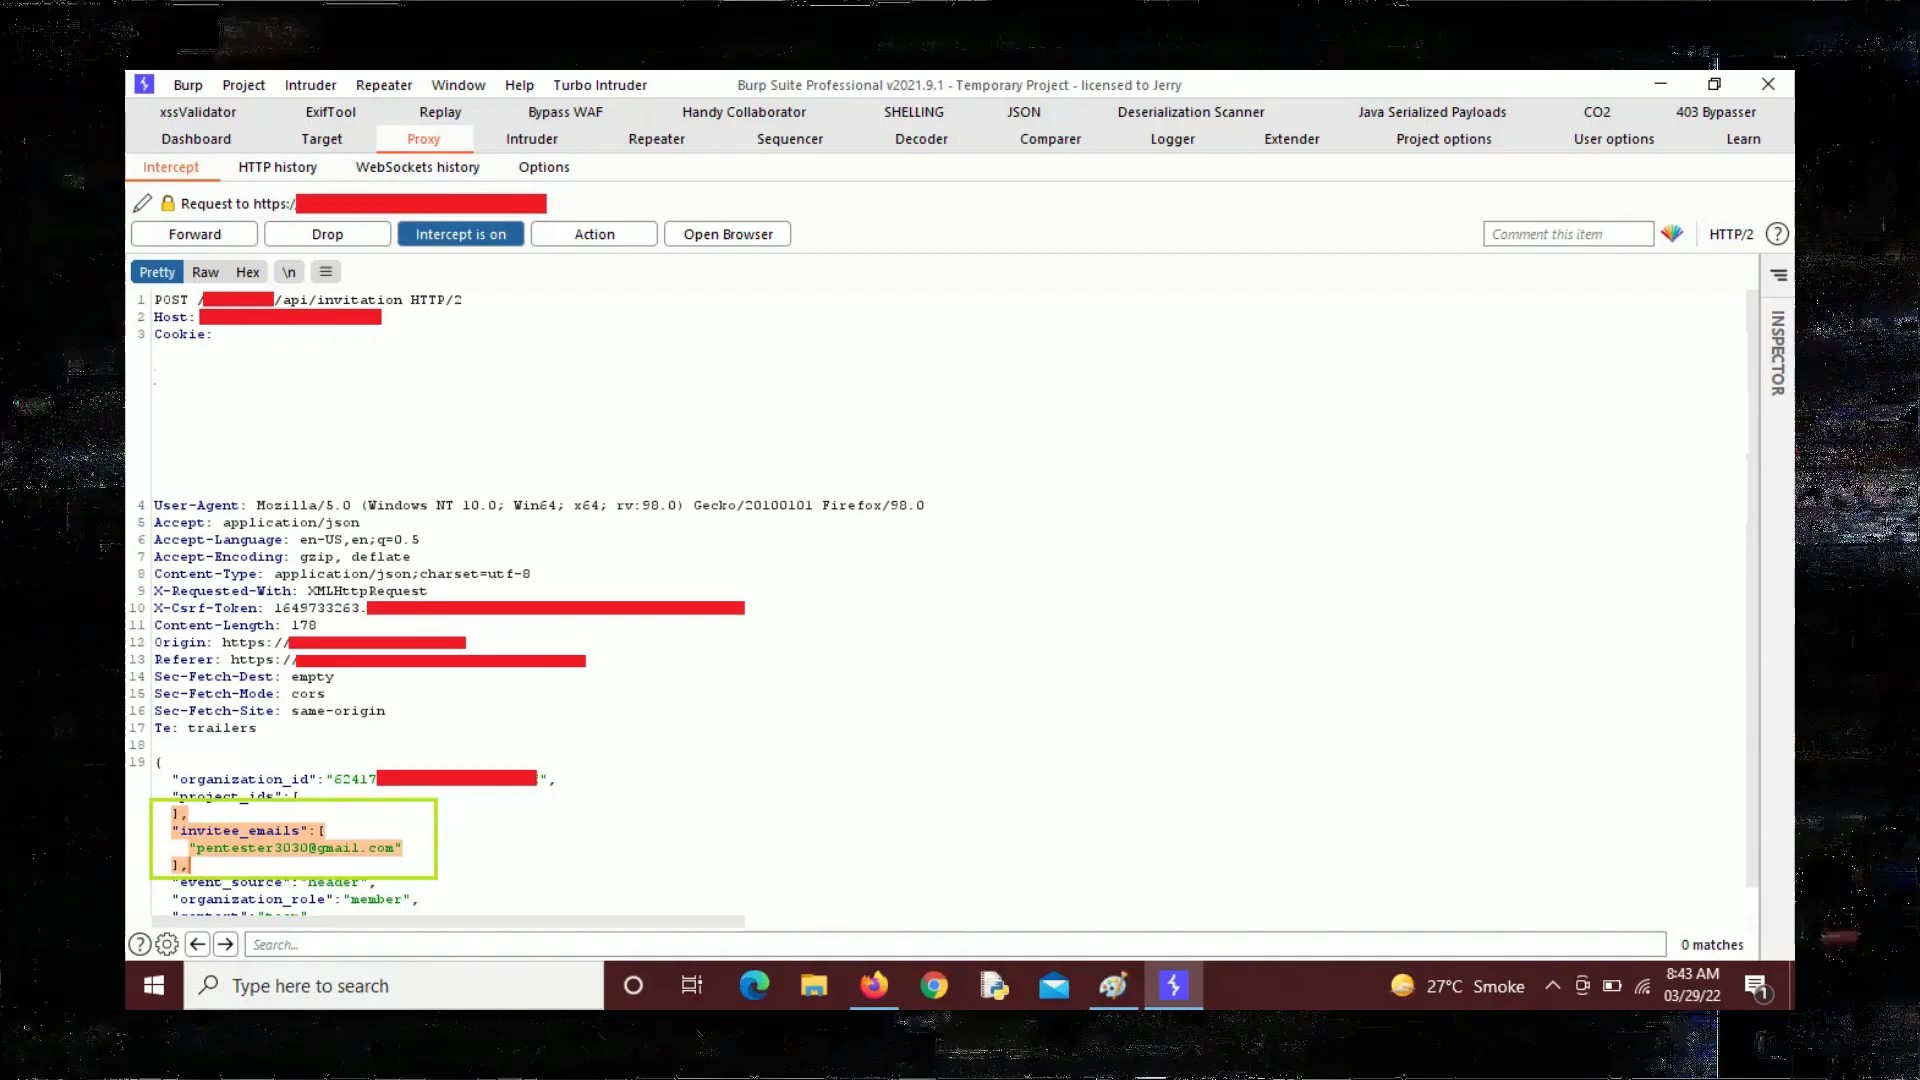 Burp Project Intruder Repeater Window Help Turbo Intruder Burp Suite Professional v2021.9.1 - Temporary Project - licensed to Jerry
xssValidator ExifTool Replay Bypass WAF Handy Collaborator SHELLING JSON Deserialization Scanner Java Serialized Payloads CO2 403 Bypasser
Dashboard Target Proxy Intruder Repeater Sequencer Decoder Comparer Logger Extender Project options User options Learn
Intercept HTTP history WebSockets history Options
Request to https:/
Forward Drop Intercept is on Action Open Browser Comment this item HTTP/2 ?
Pretty Raw Hex \n
INSPECTOR
1 POST / /api/invitation HTTP/2
2 Host:
3 Cookie:
4 User-Agent: Mozilla/5.0 (Windows NT 10.0; Win64; x64; rv:98.0) Gecko/20100101 Firefox/98.0
5 Accept: application/json
6 Accept-Language: en-US,en;q=0.5
7 Accept-Encoding: gzip, deflate
8 Content-Type: application/json;charset=utf-8
9 X-Requested-With: XMLHttpRequest
10 X-Csrf-Token: 1649733263.
11 Content-Length: 178
12 Origin: https://
13 Referer: https://
14 Sec-Fetch-Dest: empty
15 Sec-Fetch-Mode: cors
16 Sec-Fetch-Site: same-origin
17 Te: trailers
18
19 {
"organization_id":"62417 ",
"project_ids":[
],
"invitee_emails":[
"pentester3030@gmail.com"
],
"event_source":"header",
"organization_role":"member",
? Search... 0 matches
Type here to search 27°C Smoke 8:43 AM
03/29/22 1